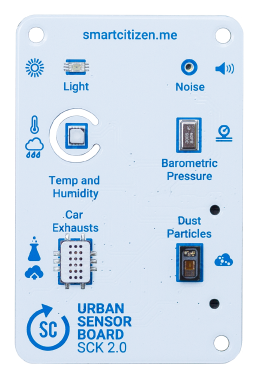 smartcitizen.me
Light
Noise
Temp and
Humidity
Barometric
Pressure
Car
Exhausts
Dust
Particles
SC
URBAN
SENSOR
BOARD
SCK 2.0